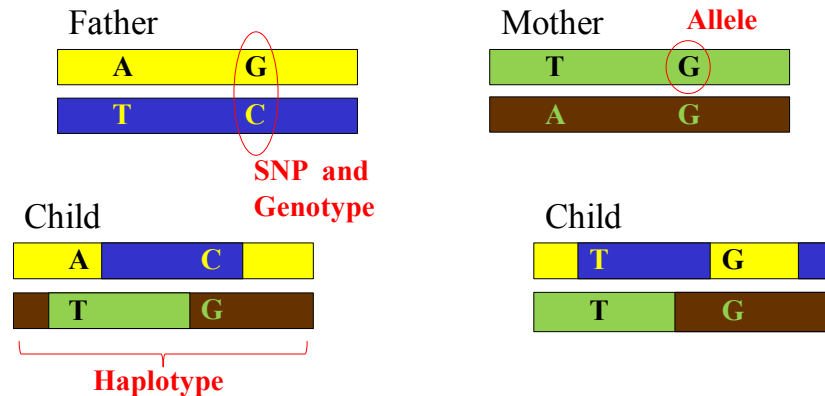 Father
A G
T C
SNP and
Genotype
Mother
Allele
T G
A G
Child
A C
T G
Haplotype
Child
T G
T G